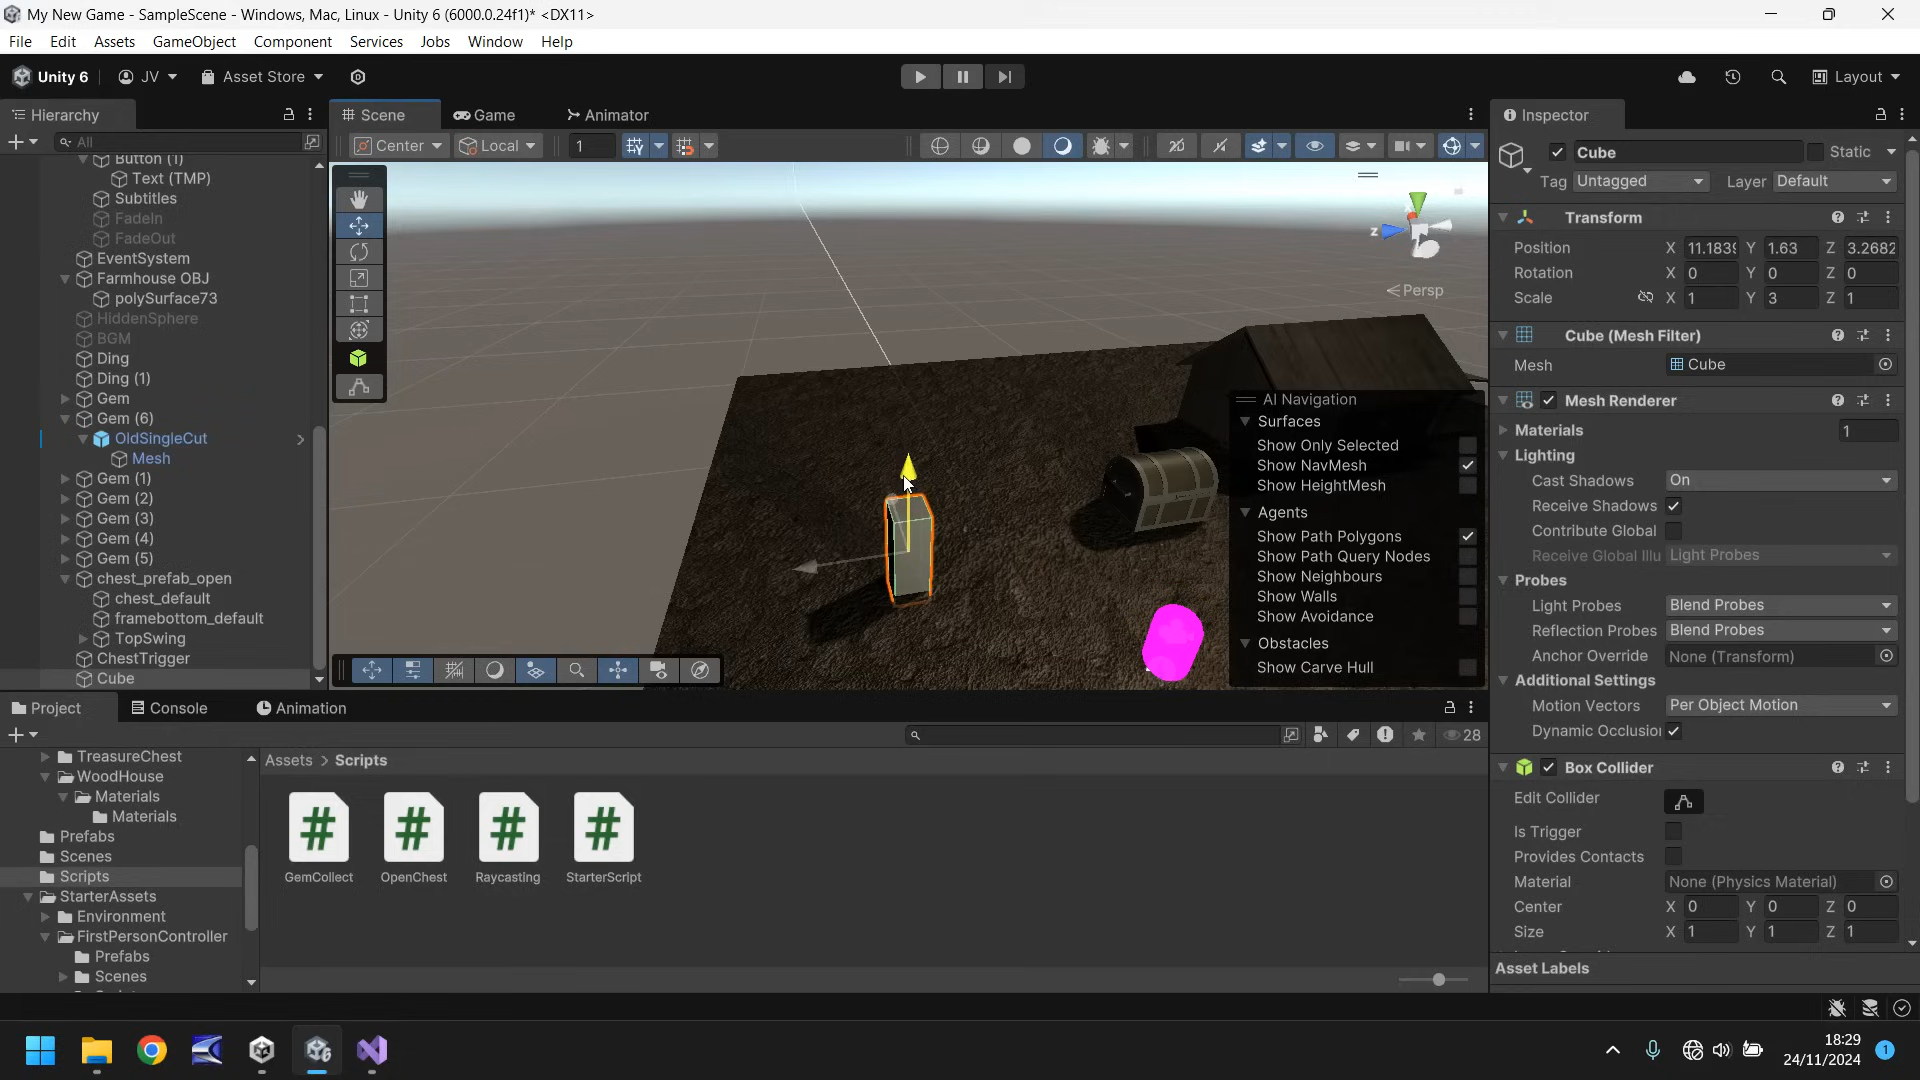 My New Game - SampleScene - Windows, Mac, Linux - Unity 6 (6000.0.24f1)* <DX11>
File Edit Assets GameObject Component Services Jobs Window Help
Unity 6 JV Asset Store Layout
Hierarchy
All
Button (1)
Text (TMP)
Subtitles
FadeIn
FadeOut
EventSystem
Farmhouse OBJ
polySurface73
HiddenSphere
BGM
Ding
Ding (1)
Gem
Gem (6)
OldSingleCut
Mesh
Gem (1)
Gem (2)
Gem (3)
Gem (4)
Gem (5)
chest_prefab_open
chest_default
framebottom_default
TopSwing
ChestTrigger
Cube
Scene Game Animator
Center Local 1
z
Persp
AI Navigation
Surfaces
Show Only Selected
Show NavMesh
Show HeightMesh
Agents
Show Path Polygons
Show Path Query Nodes
Show Neighbours
Show Walls
Show Avoidance
Obstacles
Show Carve Hull
Inspector
Cube Static
Tag Untagged Layer Default
Transform
Position X 11.1839 Y 1.63 Z 3.2682
Rotation X 0 Y 0 Z 0
Scale X 1 Y 3 Z 1
Cube (Mesh Filter)
Mesh Cube
Mesh Renderer
Materials 1
Lighting
Cast Shadows On
Receive Shadows
Contribute Global
Receive Global Illu Light Probes
Probes
Light Probes Blend Probes
Reflection Probes Blend Probes
Anchor Override None (Transform)
Additional Settings
Motion Vectors Per Object Motion
Dynamic Occlusion
Box Collider
Edit Collider
Is Trigger
Provides Contacts
Material None (Physics Material)
Center X 0 Y 0 Z 0
Size X 1 Y 1 Z 1
Asset Labels
Project Console Animation
28
TreasureChest
WoodHouse
Materials
Materials
Prefabs
Scenes
Scripts
StarterAssets
Environment
FirstPersonController
Prefabs
Scenes
Assets > Scripts
GemCollect OpenChest Raycasting StarterScript
18:29
24/11/2024
1